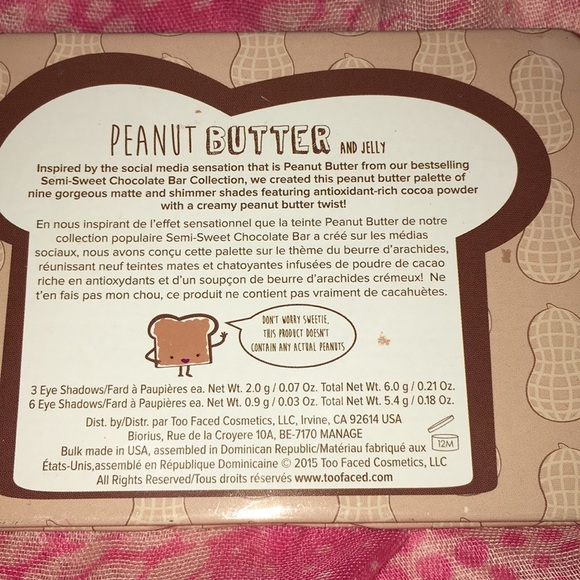 PEANUT BUTTER AND JELLY
Inspired by the social media sensation that is Peanut Butter from our bestselling
Semi-Sweet Chocolate Bar Collection, we created this peanut butter palette of
nine gorgeous matte and shimmer shades featuring antioxidant-rich cocoa powder
with a creamy peanut butter twist!
En nous inspirant de l'effet sensationnel que la teinte Peanut Butter de notre
collection populaire Semi-Sweet Chocolate Bar a créé sur les médias
sociaux, nous avons conçu cette palette sur le thème du beurre d'arachides,
réunissant neuf teintes mates et chatoyantes infusées de poudre de cacao
riche en antioxydants et d'un soupçon de beurre d'arachides crémeux! Ne
t'en fais pas mon chou, ce produit ne contient pas vraiment de cacahuètes.
DON'T WORRY SWEETIE,
THIS PRODUCT DOESN'T
CONTAIN ANY ACTUAL PEANUTS
3 Eye Shadows/Fard à Paupières ea. Net Wt. 2.0 g / 0.07 Oz. Total Net Wt. 6.0 g / 0.21 Oz.
6 Eye Shadows/Fard à Paupières ea. Net Wt. 0.9 g / 0.03 Oz. Total Net Wt. 5.4 g / 0.18 Oz.
Dist. by/Distr. par Too Faced Cosmetics, LLC, Irvine, CA 92614 USA
Biorius, Rue de la Croyere 10A, BE-7170 MANAGE
12M
Bulk made in USA, assembled in Dominican Republic/Matériau fabriqué aux
États-Unis,assemblé en République Dominicaine © 2015 Too Faced Cosmetics, LLC
All Rights Reserved/Tous droits réservés www.toofaced.com